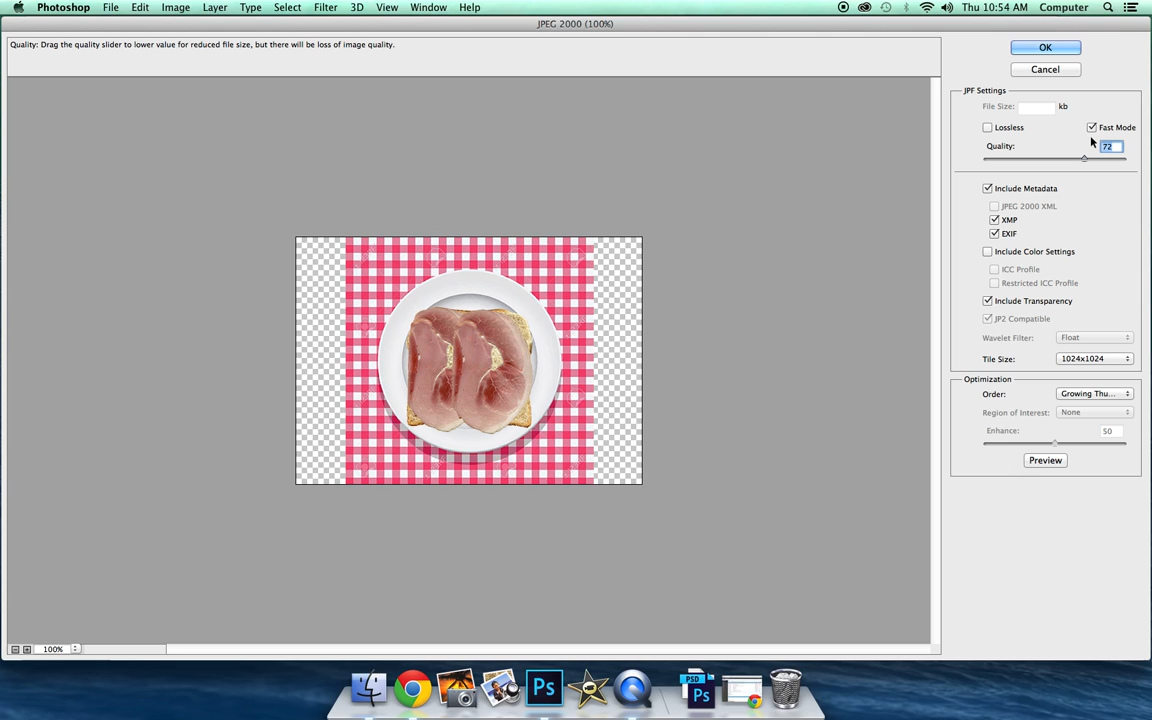 Photoshop File Edit Image Layer Type Select Filter 3D View Window Help Thu 10:54 AM Computer
JPEG 2000 (100%)
Quality: Drag the quality slider to lower value for reduced file size, but there will be loss of image quality.
OK
Cancel
JPF Settings
File Size: kb
Lossless Fast Mode
Quality: 72
Include Metadata
JPEG 2000 XML
XMP
EXIF
Include Color Settings
ICC Profile
Restricted ICC Profile
Include Transparency
JP2 Compatible
Wavelet Filter: Float
Tile Size: 1024x1024
Optimization
Order: Growing Thu...
Region of Interest: None
Enhance: 50
Preview
100%
Ps PSD Ps